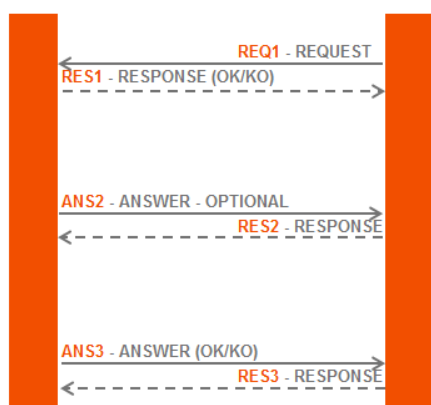 REQ1 - REQUEST
RES1 - RESPONSE (OK/KO)
ANS2 - ANSWER - OPTIONAL
RES2 - RESPONSE
ANS3 - ANSWER (OK/KO)
RES3 - RESPONSE